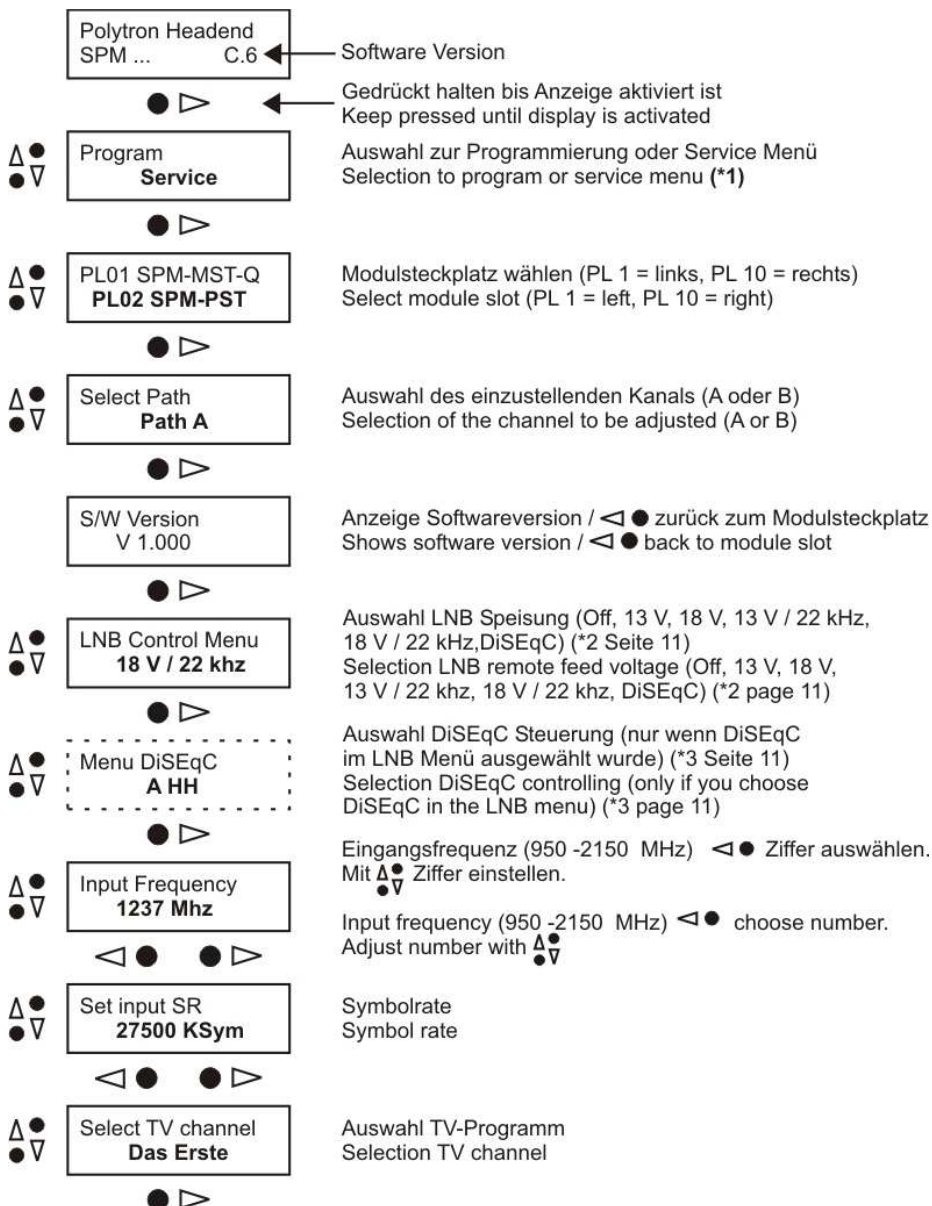 Polytron Headend
SPM ... C.6
Software Version
Gedrückt halten bis Anzeige aktiviert ist
Keep pressed until display is activated
Program
Service
Auswahl zur Programmierung oder Service Menü
Selection to program or service menu (*1)
PL01 SPM-MST-Q
PL02 SPM-PST
Modulsteckplatz wählen (PL 1 = links, PL 10 = rechts)
Select module slot (PL 1 = left, PL 10 = right)
Select Path
Path A
Auswahl des einzustellenden Kanals (A oder B)
Selection of the channel to be adjusted (A or B)
S/W Version
V 1.000
Anzeige Softwareversion / zurück zum Modulsteckplatz
Shows software version / back to module slot
LNB Control Menu
18 V / 22 khz
Auswahl LNB Speisung (Off, 13 V, 18 V, 13 V / 22 kHz,
18 V / 22 kHz,DiSEqC) (*2 Seite 11)
Selection LNB remote feed voltage (Off, 13 V, 18 V,
13 V / 22 khz, 18 V / 22 khz, DiSEqC) (*2 page 11)
Menu DiSEqC
A HH
Auswahl DiSEqC Steuerung (nur wenn DiSEqC
im LNB Menü ausgewählt wurde) (*3 Seite 11)
Selection DiSEqC controlling (only if you choose
DiSEqC in the LNB menu) (*3 page 11)
Input Frequency
1237 Mhz
Eingangsfrequenz (950 -2150 MHz) Ziffer auswählen.
Mit Ziffer einstellen.
Input frequency (950 -2150 MHz) choose number.
Adjust number with
Set input SR
27500 KSym
Symbolrate
Symbol rate
Select TV channel
Das Erste
Auswahl TV-Programm
Selection TV channel